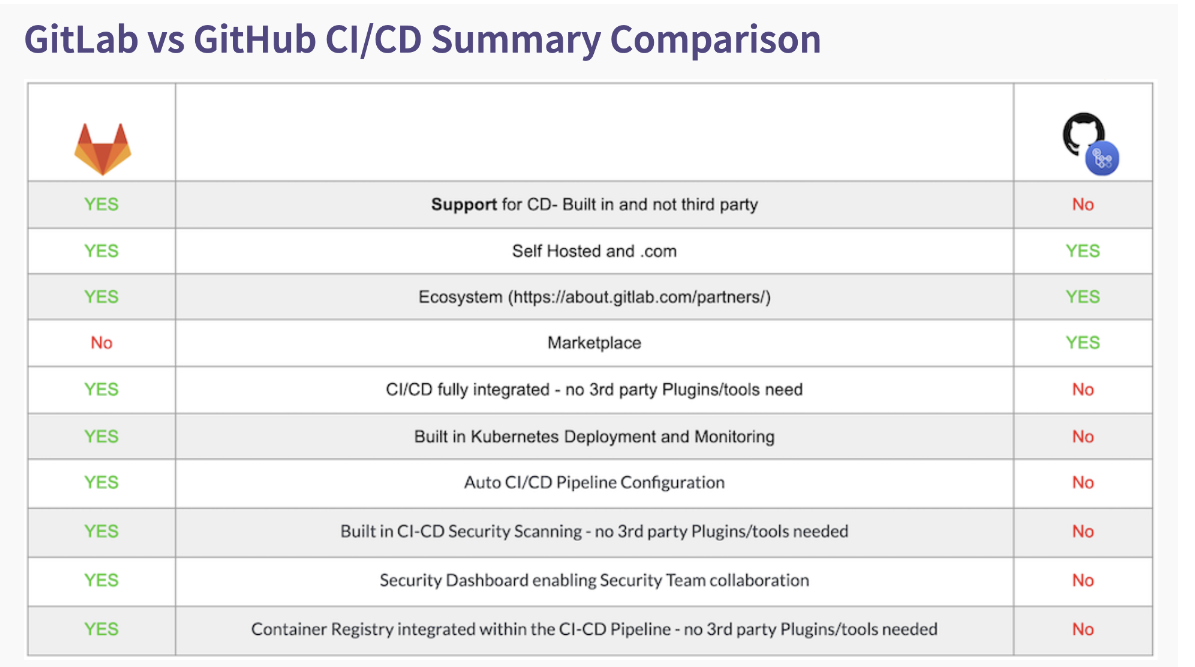 GitLab vs GitHub CI/CD Summary Comparison
YES Support for CD- Built in and not third party No
YES Self Hosted and .com YES
YES Ecosystem (https://about.gitlab.com/partners/) YES
No Marketplace YES
YES CI/CD fully integrated - no 3rd party Plugins/tools need No
YES Built in Kubernetes Deployment and Monitoring No
YES Auto CI/CD Pipeline Configuration No
YES Built in CI-CD Security Scanning - no 3rd party Plugins/tools needed No
YES Security Dashboard enabling Security Team collaboration No
YES Container Registry integrated within the CI-CD Pipeline - no 3rd party Plugins/tools needed No